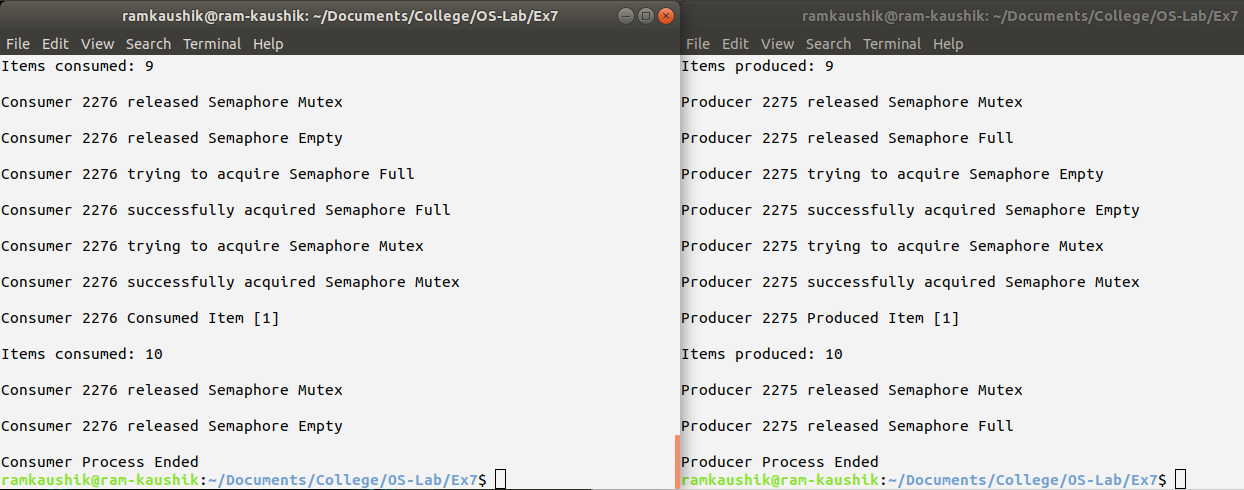 ramkaushik@ram-kaushik: ~/Documents/College/OS-Lab/Ex7
File Edit View Search Terminal Help
Items consumed: 9
Consumer 2276 released Semaphore Mutex
Consumer 2276 released Semaphore Empty
Consumer 2276 trying to acquire Semaphore Full
Consumer 2276 successfully acquired Semaphore Full
Consumer 2276 trying to acquire Semaphore Mutex
Consumer 2276 successfully acquired Semaphore Mutex
Consumer 2276 Consumed Item [1]
Items consumed: 10
Consumer 2276 released Semaphore Mutex
Consumer 2276 released Semaphore Empty
Consumer Process Ended
ramkaushik@ram-kaushik:~/Documents/College/OS-Lab/Ex7$
ramkaushik@ram-kaushik: ~/Documents/College/OS-Lab/Ex7
File Edit View Search Terminal Help
Items produced: 9
Producer 2275 released Semaphore Mutex
Producer 2275 released Semaphore Full
Producer 2275 trying to acquire Semaphore Empty
Producer 2275 successfully acquired Semaphore Empty
Producer 2275 trying to acquire Semaphore Mutex
Producer 2275 successfully acquired Semaphore Mutex
Producer 2275 Produced Item [1]
Items produced: 10
Producer 2275 released Semaphore Mutex
Producer 2275 released Semaphore Full
Producer Process Ended
ramkaushik@ram-kaushik:~/Documents/College/OS-Lab/Ex7$